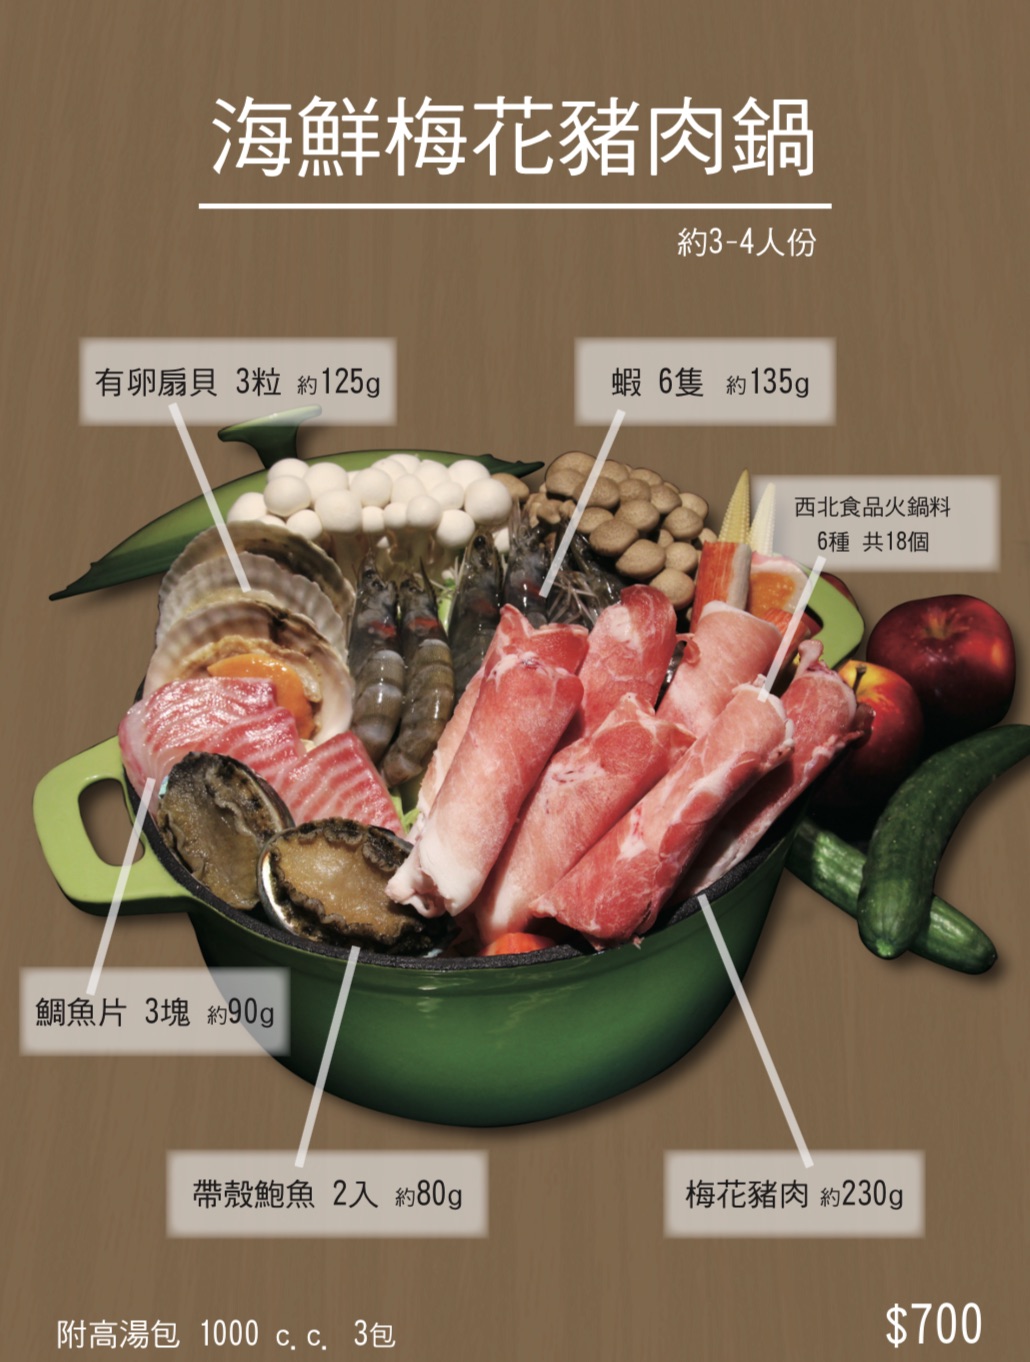 海鮮梅花豬肉鍋
約3-4人份
有卵扇貝 3粒 約125g
蝦 6隻 約135g
西北食品火鍋料
6種 共18個
鯛魚片 3塊 約90g
帶殼鮑魚 2入 約80g
梅花豬肉 約230g
附高湯包 1000 c.c. 3包
$700